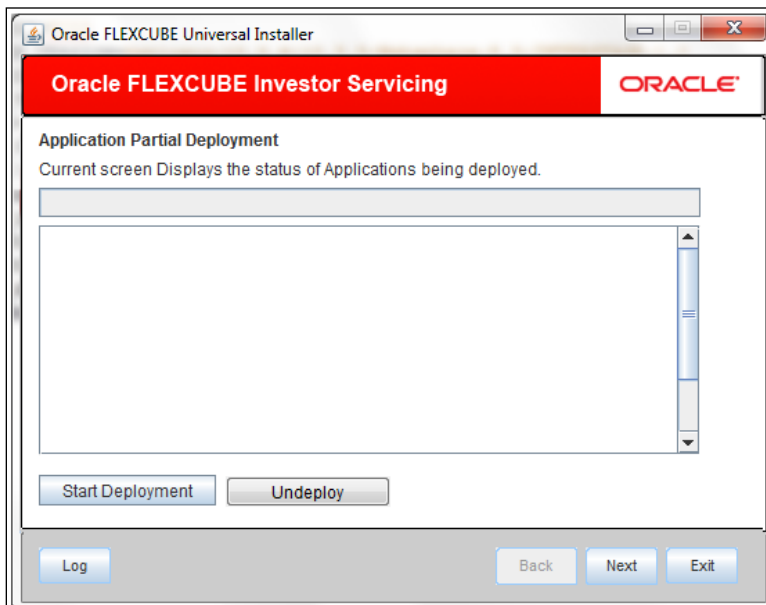 Oracle FLEXCUBE Universal Installer
Oracle FLEXCUBE Investor Servicing
ORACLE
Application Partial Deployment
Current screen Displays the status of Applications being deployed.
Start Deployment
Undeploy
Log
Back
Next
Exit